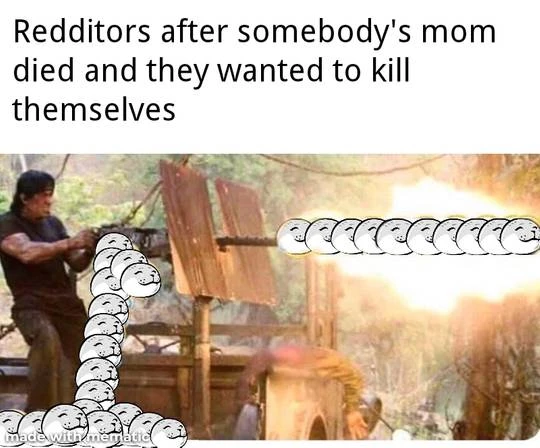 Redditors after somebody's mom
died and they wanted to kill
themselves
made with mematic